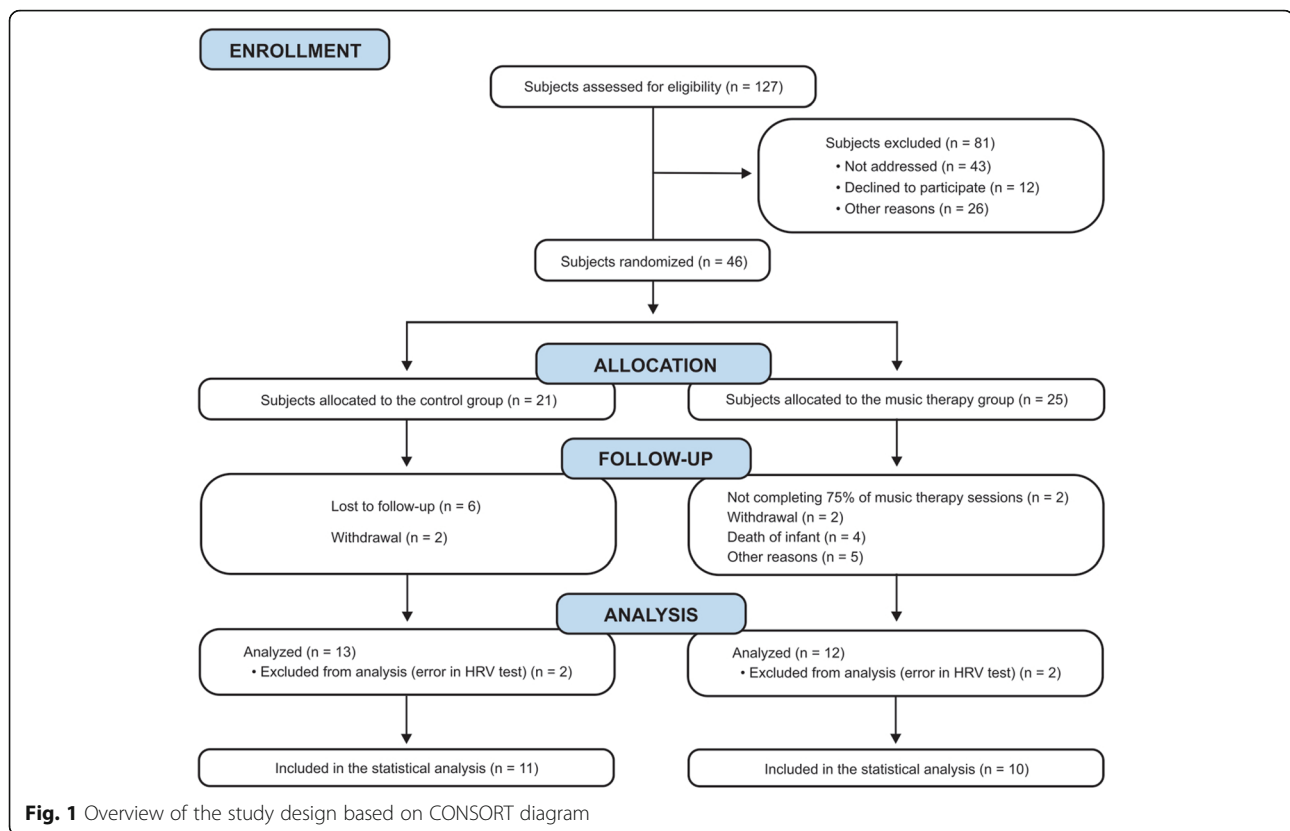 ENROLLMENT
Subjects assessed for eligibility (n = 127)
Subjects excluded (n = 81)
• Not addressed (n = 43)
• Declined to participate (n = 12)
• Other reasons (n = 26)
Subjects randomized (n = 46)
ALLOCATION
Subjects allocated to the control group (n = 21)
Subjects allocated to the music therapy group (n = 25)
FOLLOW-UP
Lost to follow-up (n = 6)
Withdrawal (n = 2)
Not completing 75% of music therapy sessions (n = 2)
Withdrawal (n = 2)
Death of infant (n = 4)
Other reasons (n = 5)
ANALYSIS
Analyzed (n = 13)
• Excluded from analysis (error in HRV test) (n = 2)
Analyzed (n = 12)
• Excluded from analysis (error in HRV test) (n = 2)
Included in the statistical analysis (n = 11)
Included in the statistical analysis (n = 10)
Fig. 1 Overview of the study design based on CONSORT diagram